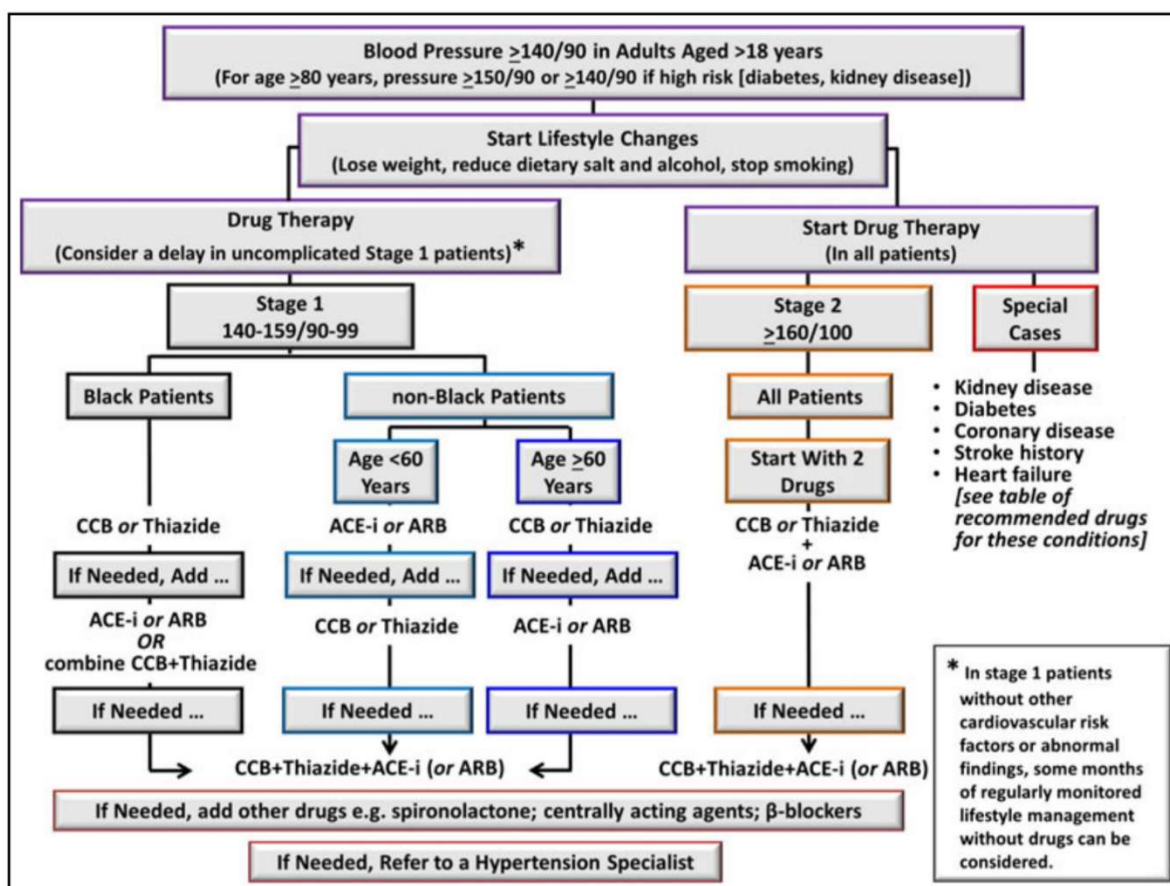 Blood Pressure ≥140/90 in Adults Aged >18 years
(For age ≥80 years, pressure ≥150/90 or ≥140/90 if high risk [diabetes, kidney disease])
Start Lifestyle Changes
(Lose weight, reduce dietary salt and alcohol, stop smoking)
Drug Therapy
(Consider a delay in uncomplicated Stage 1 patients)*
Start Drug Therapy
(In all patients)
Stage 1
140-159/90-99
Black Patients
non-Black Patients
Age <60
Years
Age ≥60
Years
CCB or Thiazide
ACE-i or ARB
CCB or Thiazide
If Needed, Add ...
If Needed, Add ...
If Needed, Add ...
ACE-i or ARB
OR
combine CCB+Thiazide
CCB or Thiazide
ACE-i or ARB
If Needed ...
If Needed ...
If Needed ...
CCB+Thiazide+ACE-i (or ARB)
Stage 2
≥160/100
All Patients
Start With 2
Drugs
CCB or Thiazide
+
ACE-i or ARB
If Needed ...
CCB+Thiazide+ACE-i (or ARB)
Special
Cases
• Kidney disease
• Diabetes
• Coronary disease
• Stroke history
• Heart failure
[see table of
recommended drugs
for these conditions]
If Needed, add other drugs e.g. spironolactone; centrally acting agents; β-blockers
If Needed, Refer to a Hypertension Specialist
* In stage 1 patients
without other
cardiovascular risk
factors or abnormal
findings, some months
of regularly monitored
lifestyle management
without drugs can be
considered.